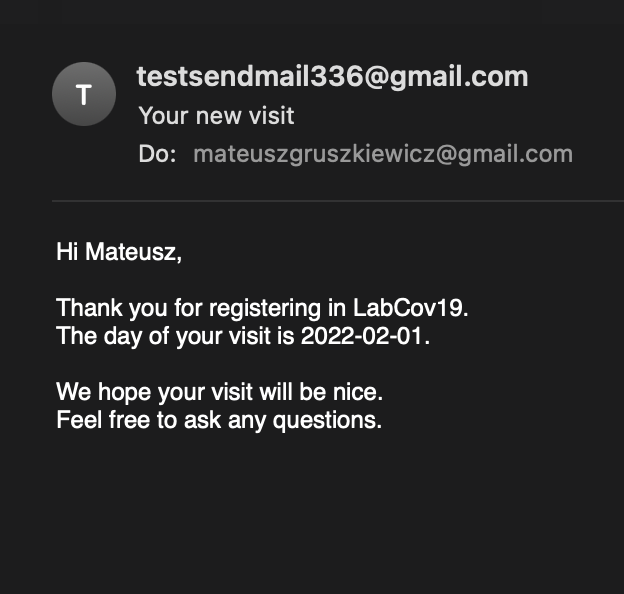 T
testsendmail336@gmail.com
Your new visit
Do: mateuszgruszkiewicz@gmail.com
Hi Mateusz,
Thank you for registering in LabCov19.
The day of your visit is 2022-02-01.
We hope your visit will be nice.
Feel free to ask any questions.